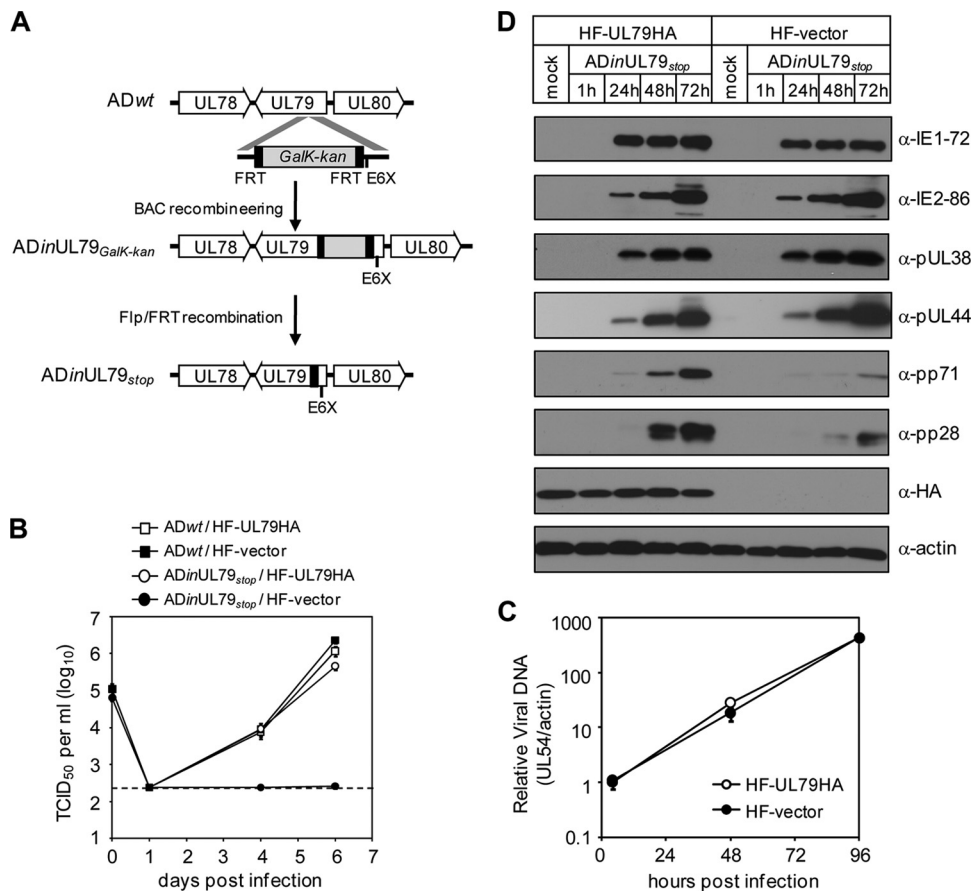 A
ADwt
UL78 UL79 UL80
GalK-kan
FRT FRT E6X
BAC recombineering
ADinUL79GalK-kan
UL78 UL79 UL80
E6X
Flp/FRT recombination
ADinUL79stop
UL78 UL79 UL80
E6X
B
ADwt / HF-UL79HA
ADwt / HF-vector
ADinUL79stop / HF-UL79HA
ADinUL79stop / HF-vector
TCID50 per ml (log10)
7
6
5
4
3
2
1
0 1 4 6 7
days post infection
D
HF-UL79HA HF-vector
mock ADinUL79stop mock ADinUL79stop
1h 24h 48h 72h 1h 24h 48h 72h
α-IE1-72
α-IE2-86
α-pUL38
α-pUL44
α-pp71
α-pp28
α-HA
α-actin
C
Relative Viral DNA
(UL54/actin)
1000
100
10
1
0.1
HF-UL79HA
HF-vector
0 24 48 72 96
hours post infection